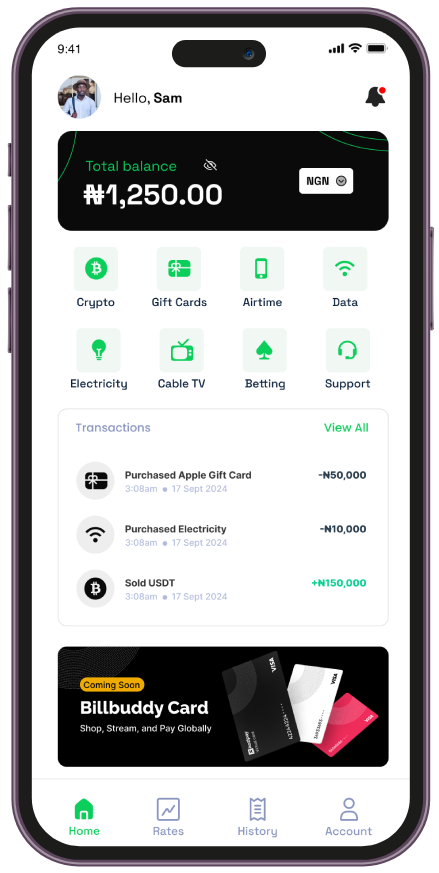 9:41
Hello, Sam
Total balance
₦1,250.00
NGN
Crypto Gift Cards Airtime Data
Electricity Cable TV Betting Support
Transactions View All
Purchased Apple Gift Card -₦50,000
3:08am 17 Sept 2024
Purchased Electricity -₦10,000
3:08am 17 Sept 2024
Sold USDT +₦150,000
3:08am 17 Sept 2024
Coming Soon
Billbuddy Card
Shop, Stream, and Pay Globally
VISA
VISA
VISA
Home Rates History Account